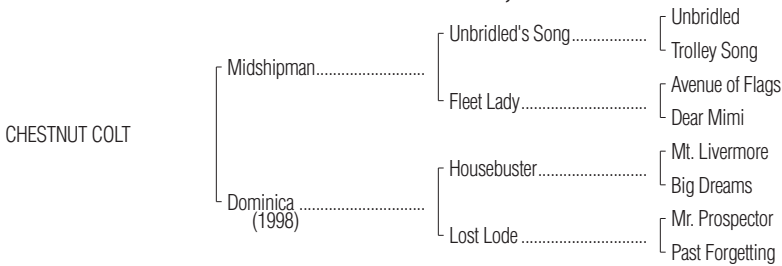 Unbridled
Unbridled's Song
Trolley Song
Midshipman
Avenue of Flags
Fleet Lady
Dear Mimi
CHESTNUT COLT
Mt. Livermore
Housebuster
Big Dreams
Dominica
(1998)
Mr. Prospector
Lost Lode
Past Forgetting